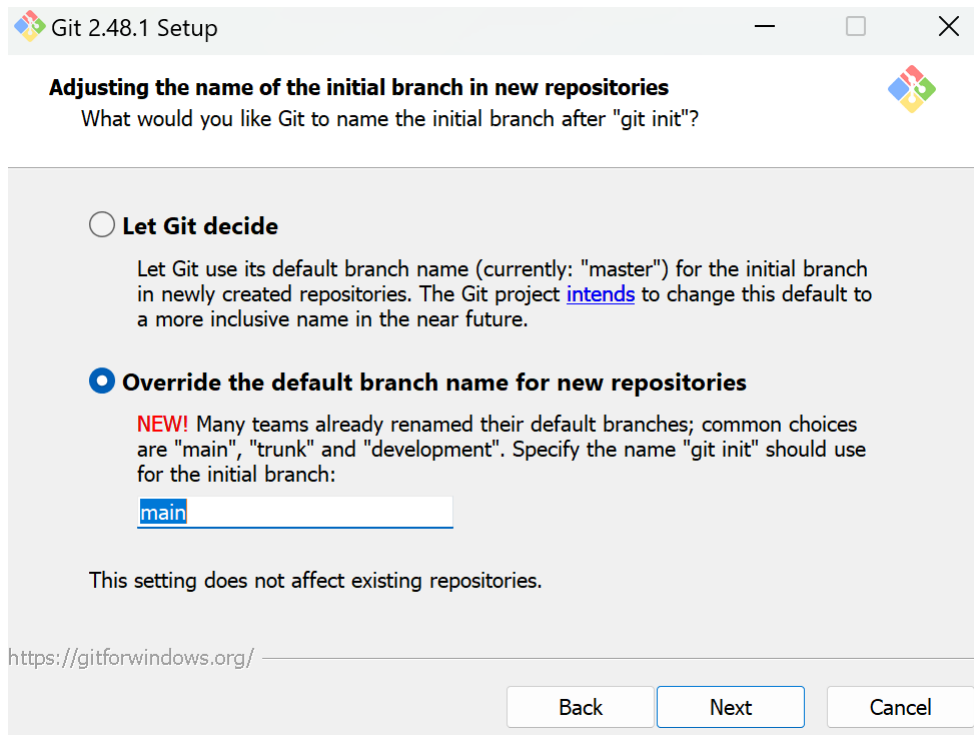 Git 2.48.1 Setup
Adjusting the name of the initial branch in new repositories
What would you like Git to name the initial branch after "git init"?
Let Git decide
Let Git use its default branch name (currently: "master") for the initial branch
in newly created repositories. The Git project intends to change this default to
a more inclusive name in the near future.
Override the default branch name for new repositories
NEW! Many teams already renamed their default branches; common choices
are "main", "trunk" and "development". Specify the name "git init" should use
for the initial branch:
main
This setting does not affect existing repositories.
https://gitforwindows.org/
Back Next Cancel